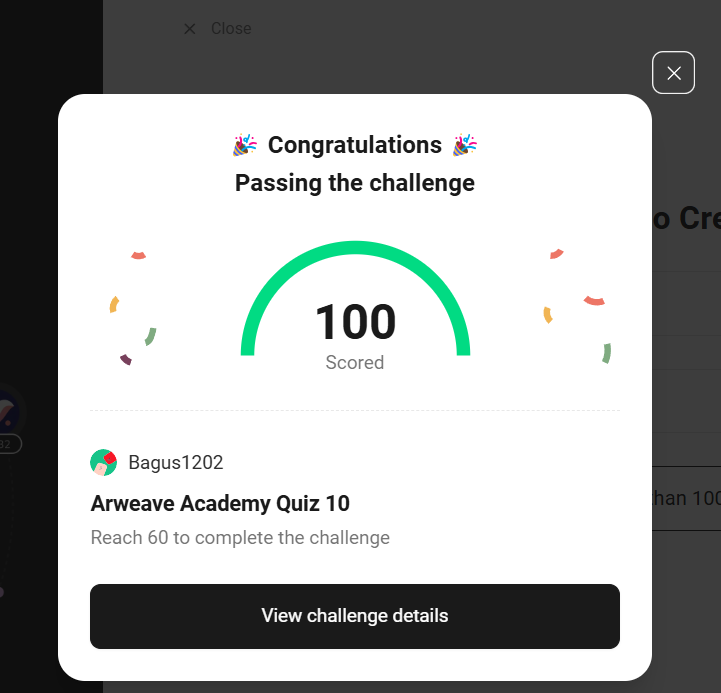 Close
Congratulations
Passing the challenge
o Cre
100
Scored
Bagus1202
Arweave Academy Quiz 10
than 100
Reach 60 to complete the challenge
View challenge details